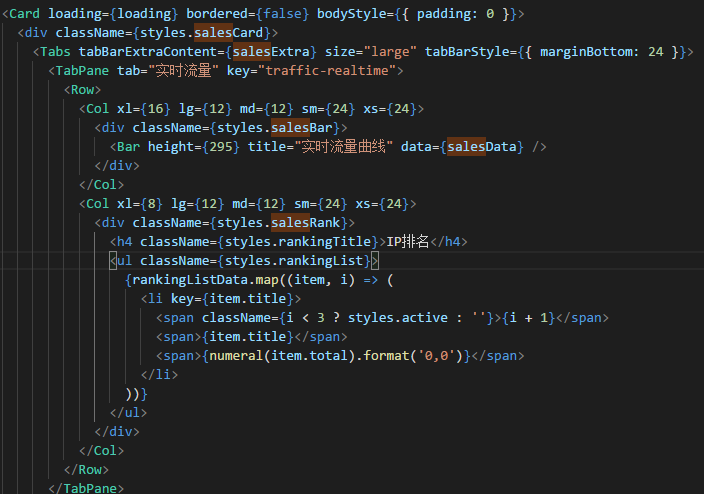 <Card loading={loading} bordered={false} bodyStyle={{ padding: 0 }}>
<div className={styles.salesCard}>
<Tabs tabBarExtraContent={salesExtra} size="large" tabBarStyle={{ marginBottom: 24 }}>
<TabPane tab="实时流量" key="traffic-realtime">
<Row>
<Col xl={16} lg={12} md={12} sm={24} xs={24}>
<div className={styles.salesBar}>
<Bar height={295} title="实时流量曲线" data={salesData} />
</div>
</Col>
<Col xl={8} lg={12} md={12} sm={24} xs={24}>
<div className={styles.salesRank}>
<h4 className={styles.rankingTitle}>IP排名</h4>
<ul className={styles.rankingList}>
{rankingListData.map((item, i) => (
<li key={item.title}>
<span className={i < 3 ? styles.active : ''}>{i + 1}</span>
<span>{item.title}</span>
<span>{numeral(item.total).format('0,0')}</span>
</li>
))}
</ul>
</div>
</Col>
</Row>
</TabPane>